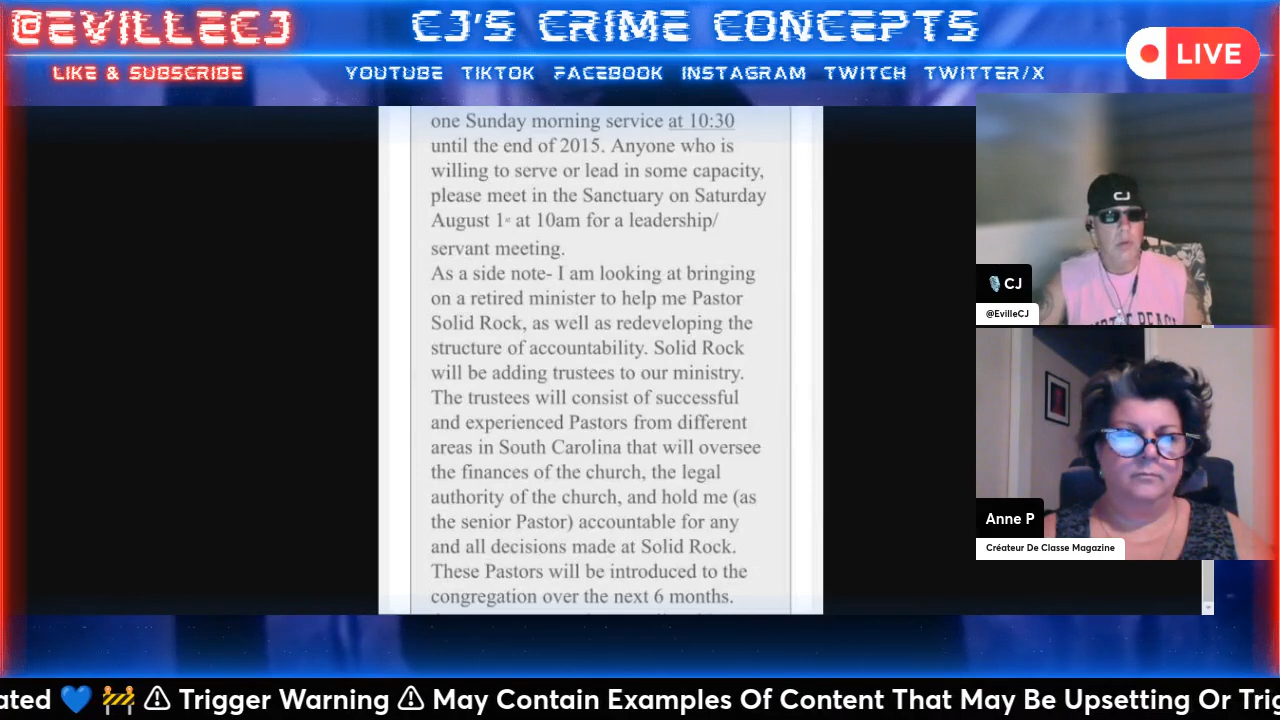 @EVILLECJ
CJ'S CRIME CONCEPTS
LIVE
LIKE & SUBSCRIBE
YOUTUBE TIKTOK FACEBOOK INSTAGRAM TWITCH TWITTER/X
one Sunday morning service at 10:30
until the end of 2015. Anyone who is
willing to serve or lead in some capacity,
please meet in the Sanctuary on Saturday
August 1st at 10am for a leadership/
servant meeting.
As a side note- I am looking at bringing
on a retired minister to help me Pastor
Solid Rock, as well as redeveloping the
structure of accountability. Solid Rock
will be adding trustees to our ministry.
The trustees will consist of successful
and experienced Pastors from different
areas in South Carolina that will oversee
the finances of the church, the legal
authority of the church, and hold me (as
the senior Pastor) accountable for any
and all decisions made at Solid Rock.
These Pastors will be introduced to the
congregation over the next 6 months.
CJ
🎙️CJ
@EvilleCJ
Anne P
Créateur De Classe Magazine
ated 💙 🚧 ⚠ Trigger Warning ⚠ May Contain Examples Of Content That May Be Upsetting Or Trig